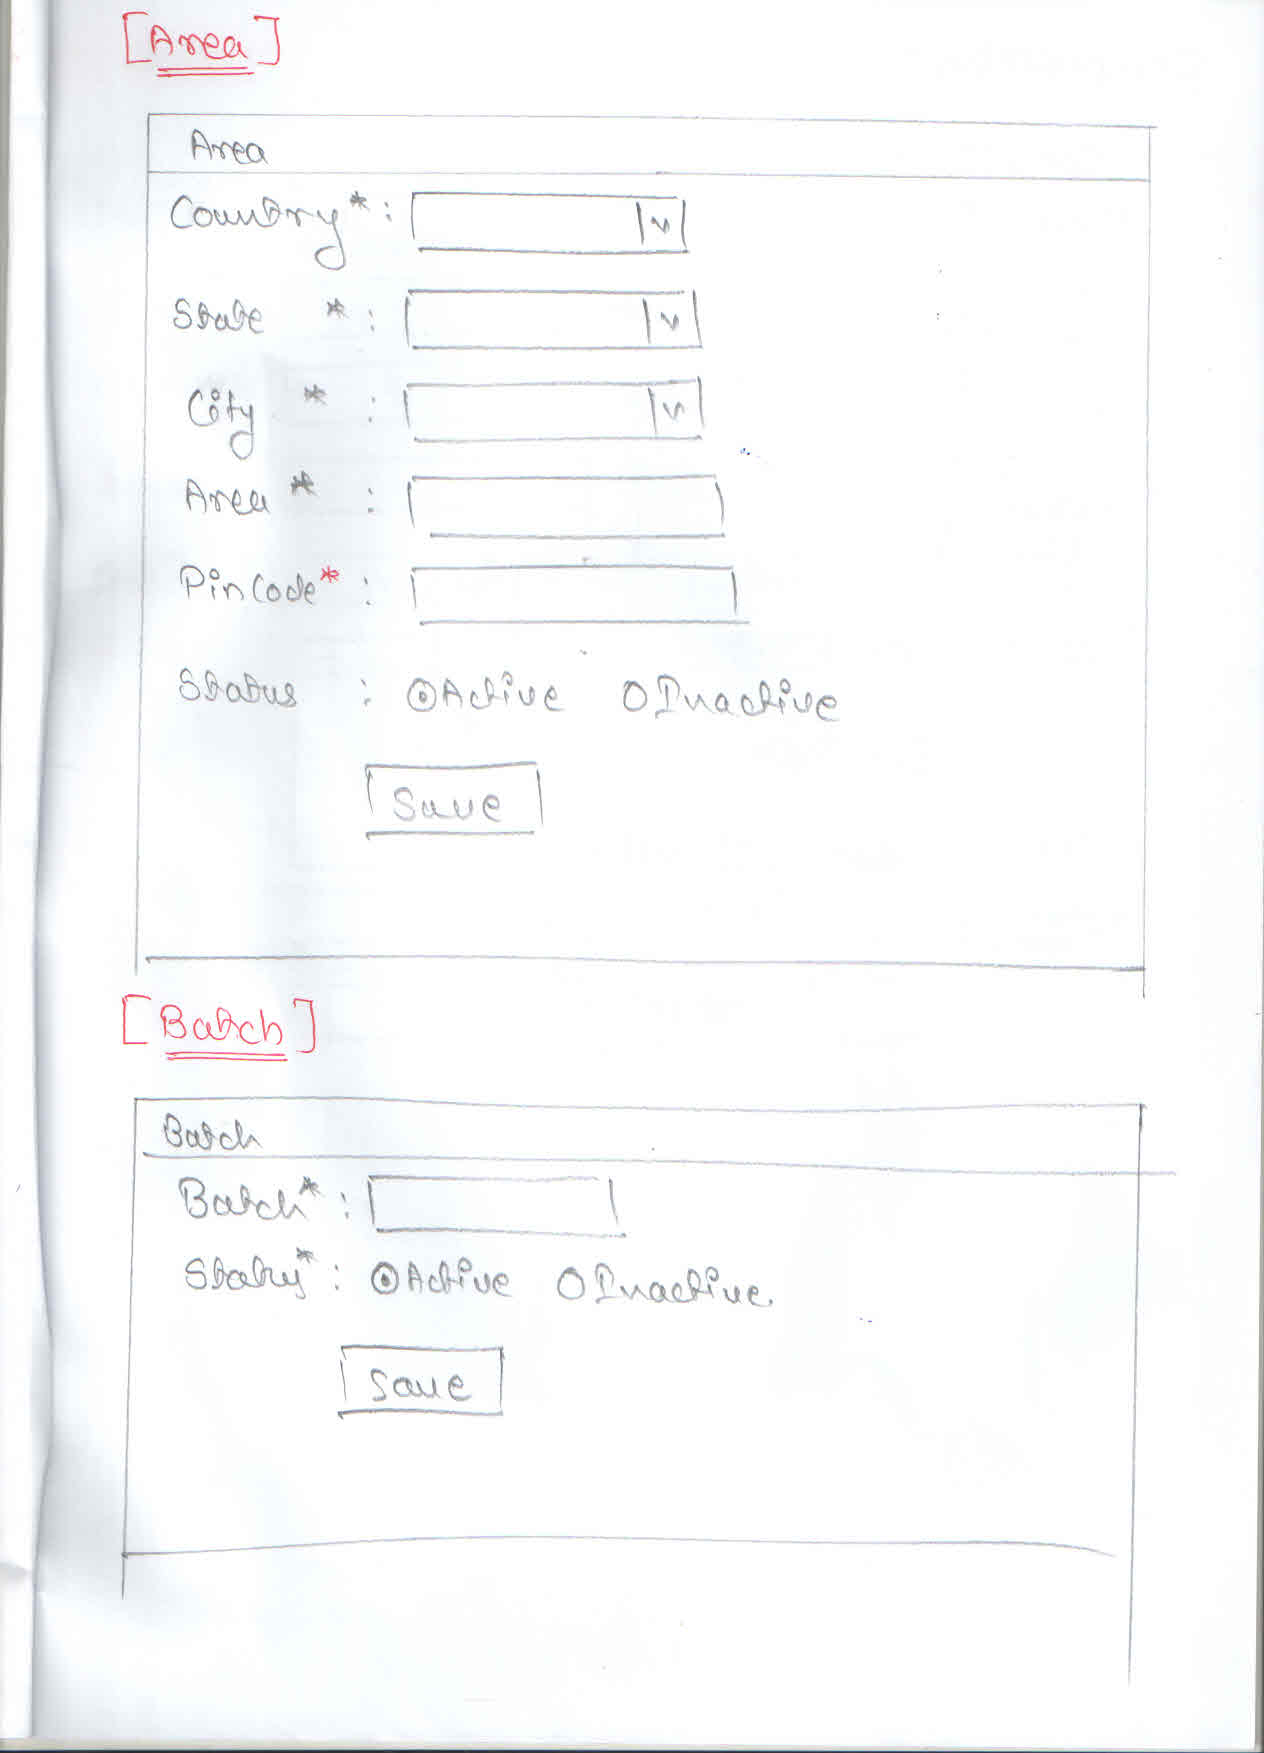 [Area]
Area
Country* :
State * :
City * :
Area * :
Pincode* :
Status : Active Inactive
Save
[Batch]
Batch
Batch* :
Status* : Active Inactive
Save